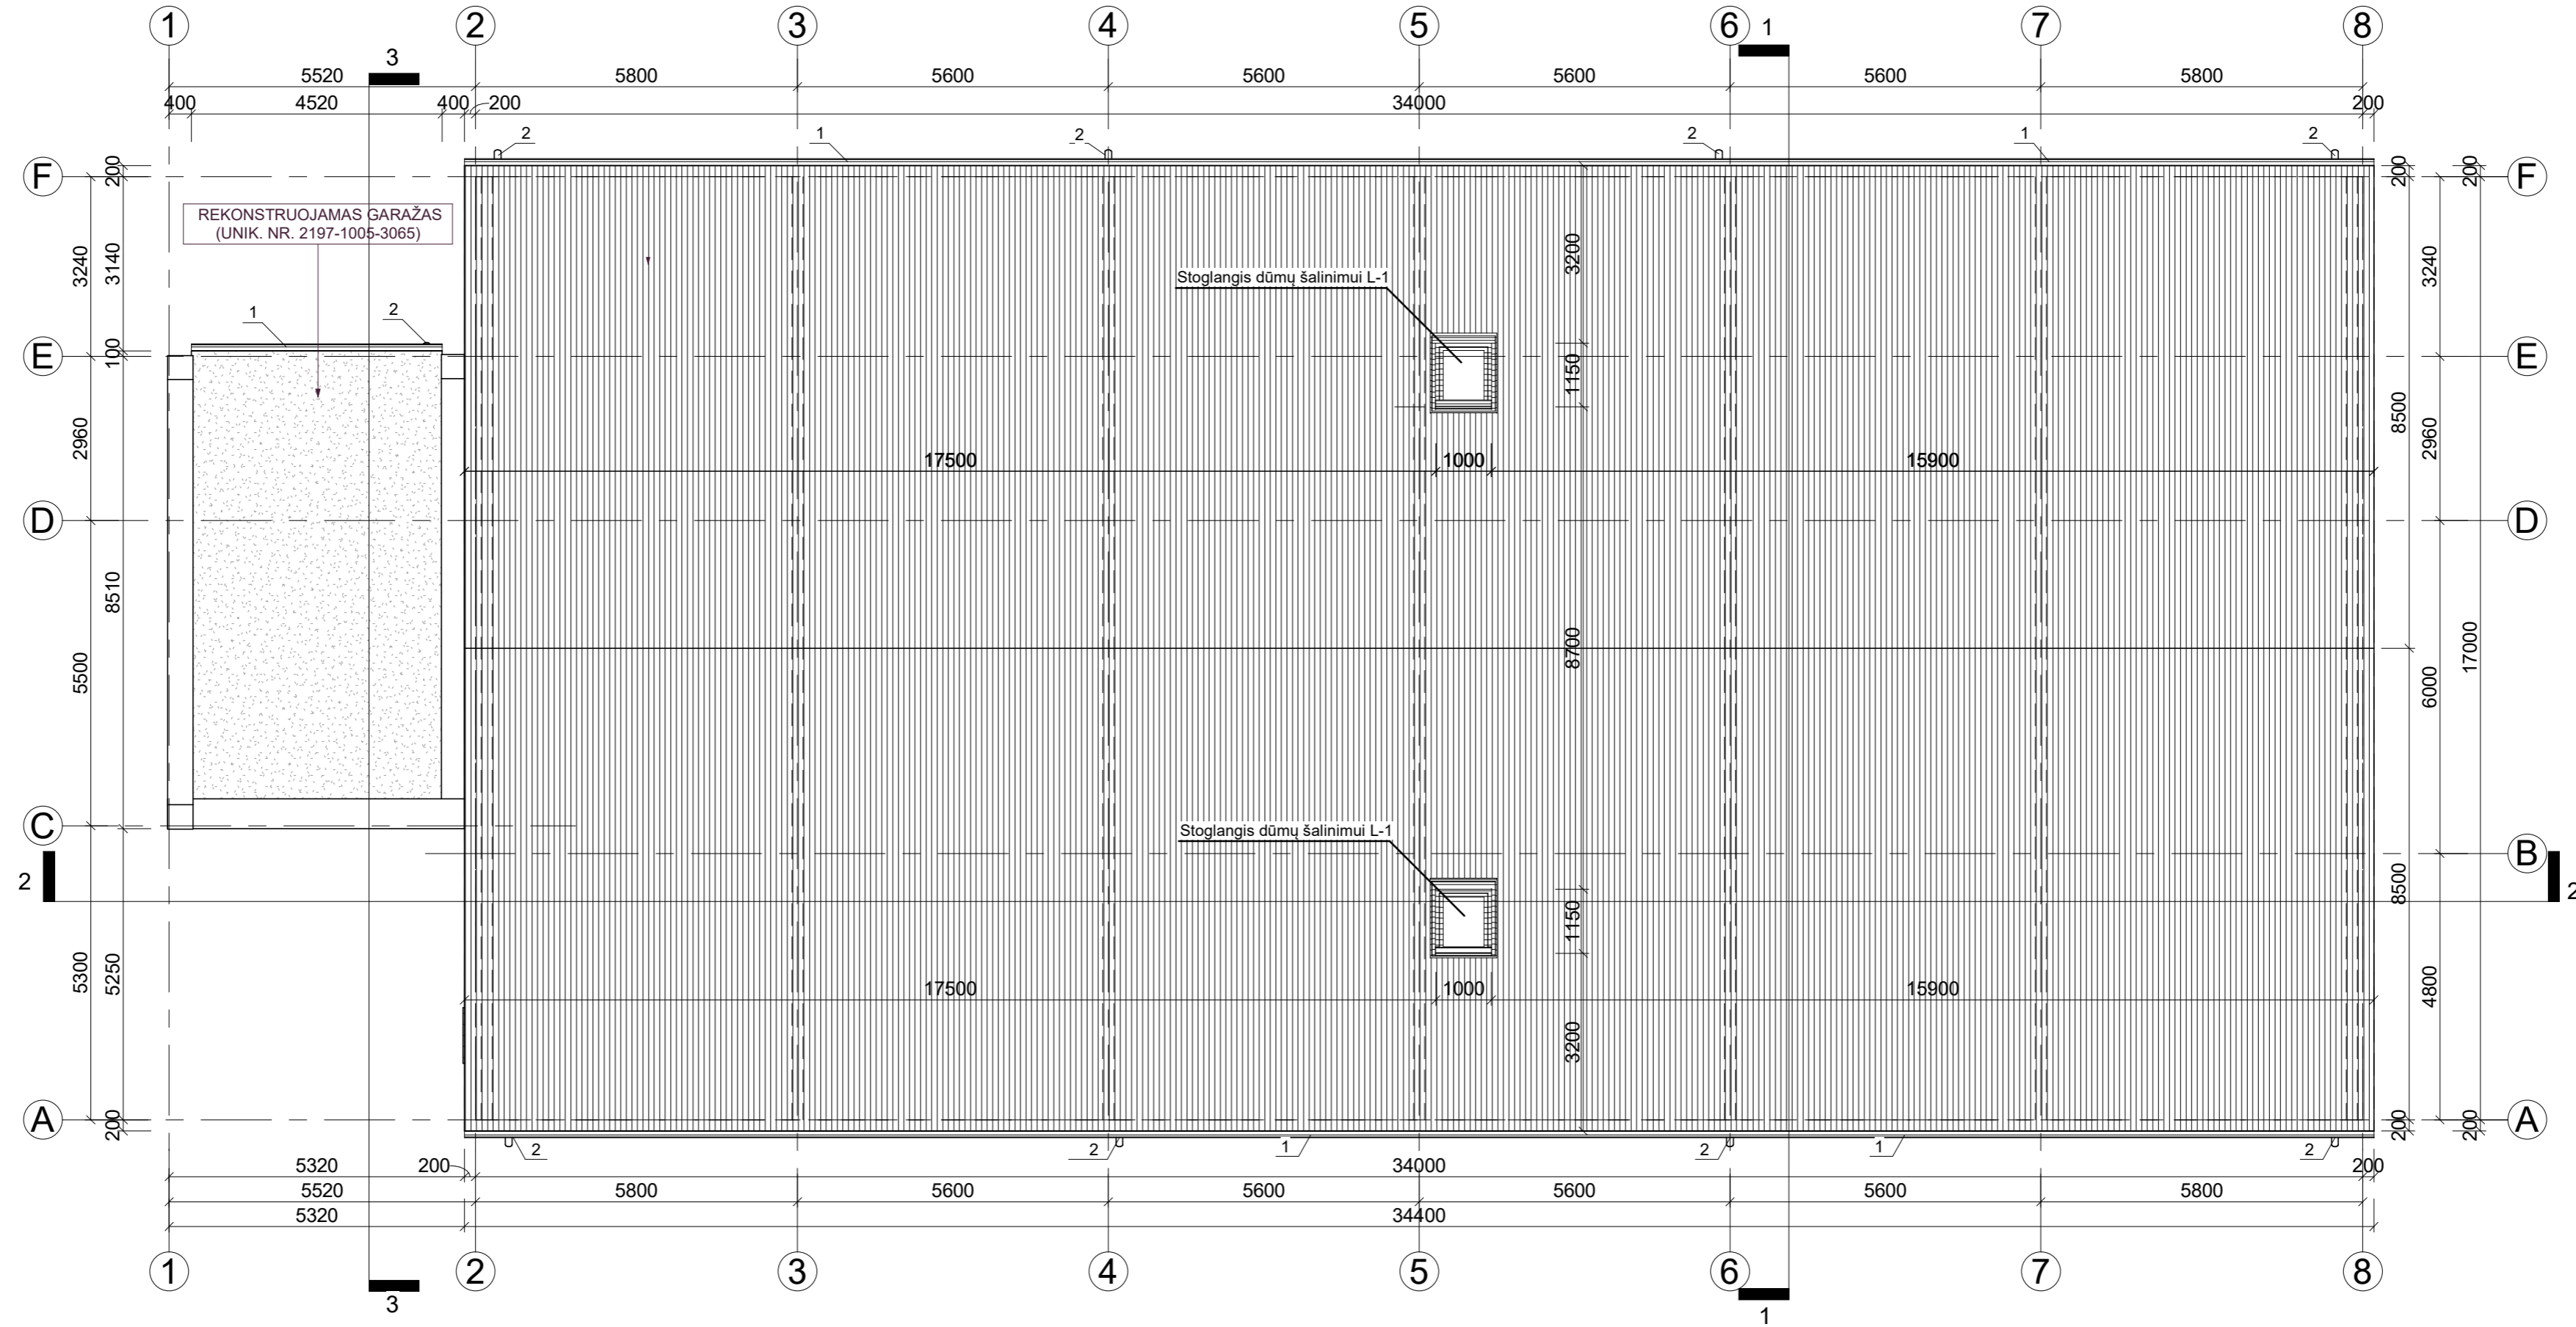 1 2 3 4 5 6 7 8
3 1
5520 5800 5600 5600 5600 5600 5800
400 4520 400 200 34000 200
2 1 2 2 1 2
F 200 200 200 F
REKONSTRUOJAMAS GARAŽAS
(UNIK. NR. 2197-1005-3065)
3240 3140 3200 3240
Stoglangis dūmų šalinimui L-1
1 2
E 100 1150 E
2960 8500 2960
17500 1000 15900
D D
8510
5500 8700 6000 17000
C Stoglangis dūmų šalinimui L-1
B
2 8500 2
5300 5250 1150 4800
17500 1000 15900
3200
A 200 200 200 A
2 2 1 2 1 2
5320 200 34000 200
5520 5800 5600 5600 5600 5600 5800
5320 34400
1 2 3 4 5 6 7 8
3 1